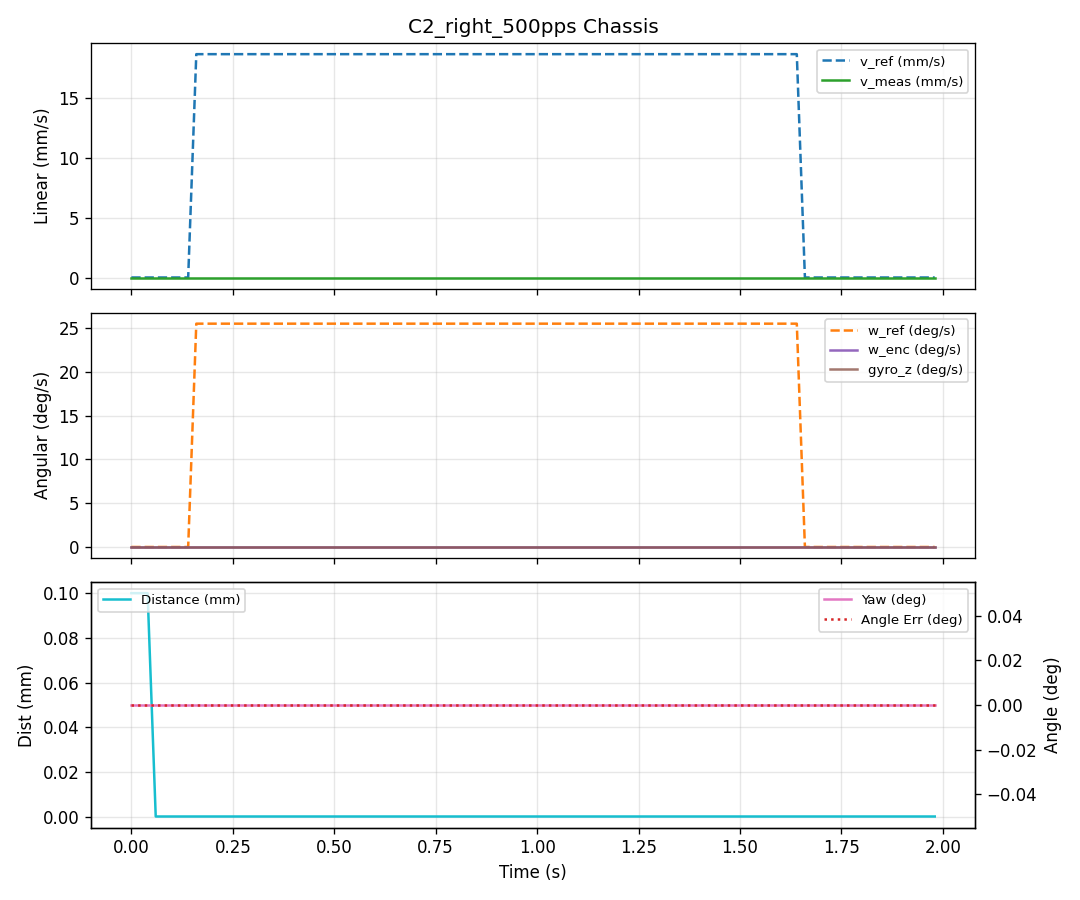 C2_right_500pps Chassis
Linear (mm/s)
15
10
5
0
v_ref (mm/s)
v_meas (mm/s)
Angular (deg/s)
25
20
15
10
5
0
w_ref (deg/s)
w_enc (deg/s)
gyro_z (deg/s)
Dist (mm)
0.10
0.08
0.06
0.04
0.02
0.00
Distance (mm)
Yaw (deg)
Angle Err (deg)
0.04
0.02
0.00
−0.02
−0.04
Angle (deg)
0.00 0.25 0.50 0.75 1.00 1.25 1.50 1.75 2.00
Time (s)